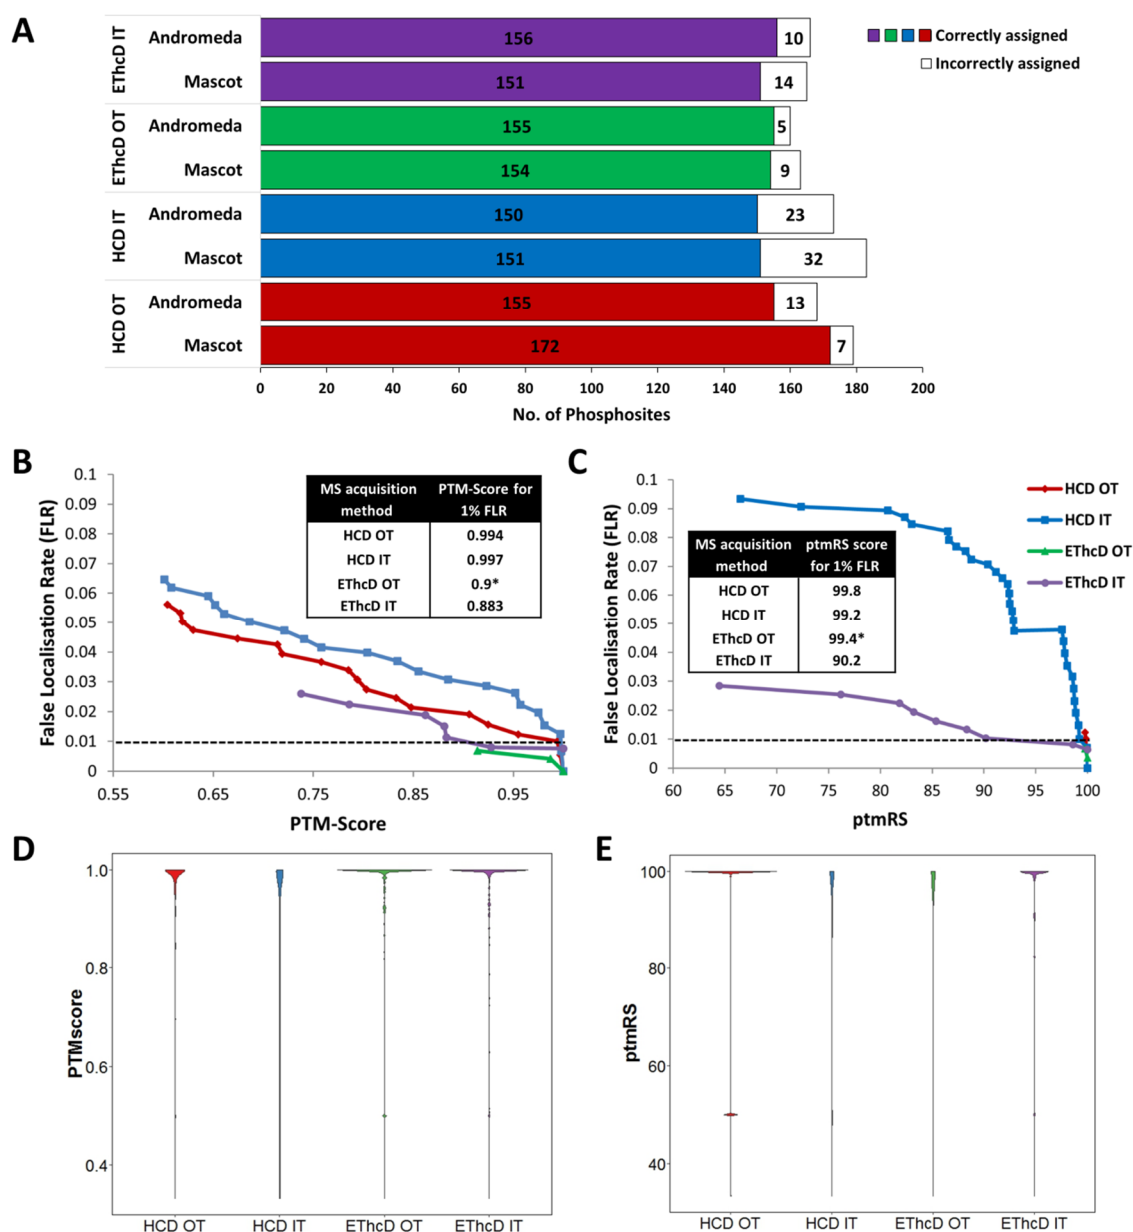 A
EThcD IT
Andromeda
156
10
Mascot
151
14
EThcD OT
Andromeda
155
5
Mascot
154
9
HCD IT
Andromeda
150
23
Mascot
151
32
HCD OT
Andromeda
155
13
Mascot
172
7
Correctly assigned
Incorrectly assigned
0 20 40 60 80 100 120 140 160 180 200
No. of Phosphosites
B
False Localisation Rate (FLR)
0.1
0.09
0.08
0.07
0.06
0.05
0.04
0.03
0.02
0.01
0
0.55 0.65 0.75 0.85 0.95
PTM-Score
MS acquisition method PTM-Score for 1% FLR
HCD OT 0.994
HCD IT 0.997
EThcD OT 0.9*
EThcD IT 0.883
C
False Localisation Rate (FLR)
0.1
0.09
0.08
0.07
0.06
0.05
0.04
0.03
0.02
0.01
0
60 65 70 75 80 85 90 95 100
ptmRS
MS acquisition method ptmRS score for 1% FLR
HCD OT 99.8
HCD IT 99.2
EThcD OT 99.4*
EThcD IT 90.2
HCD OT
HCD IT
EThcD OT
EThcD IT
D
PTMscore
1.0
0.8
0.6
0.4
HCD OT HCD IT EThcD OT EThcD IT
E
ptmRS
100
80
60
40
HCD OT HCD IT EThcD OT EThcD IT